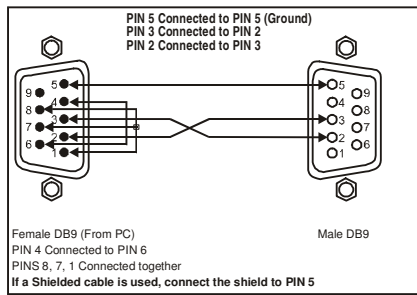 PIN 5 Connected to PIN 5 (Ground)
PIN 3 Connected to PIN 2
PIN 2 Connected to PIN 3
5
9
4
8
3
7
2
6
1
5
9
4
8
3
7
2
6
1
Female DB9 (From PC)
Male DB9
PIN 4 Connected to PIN 6
PINS 8, 7, 1 Connected together
If a Shielded cable is used, connect the shield to PIN 5